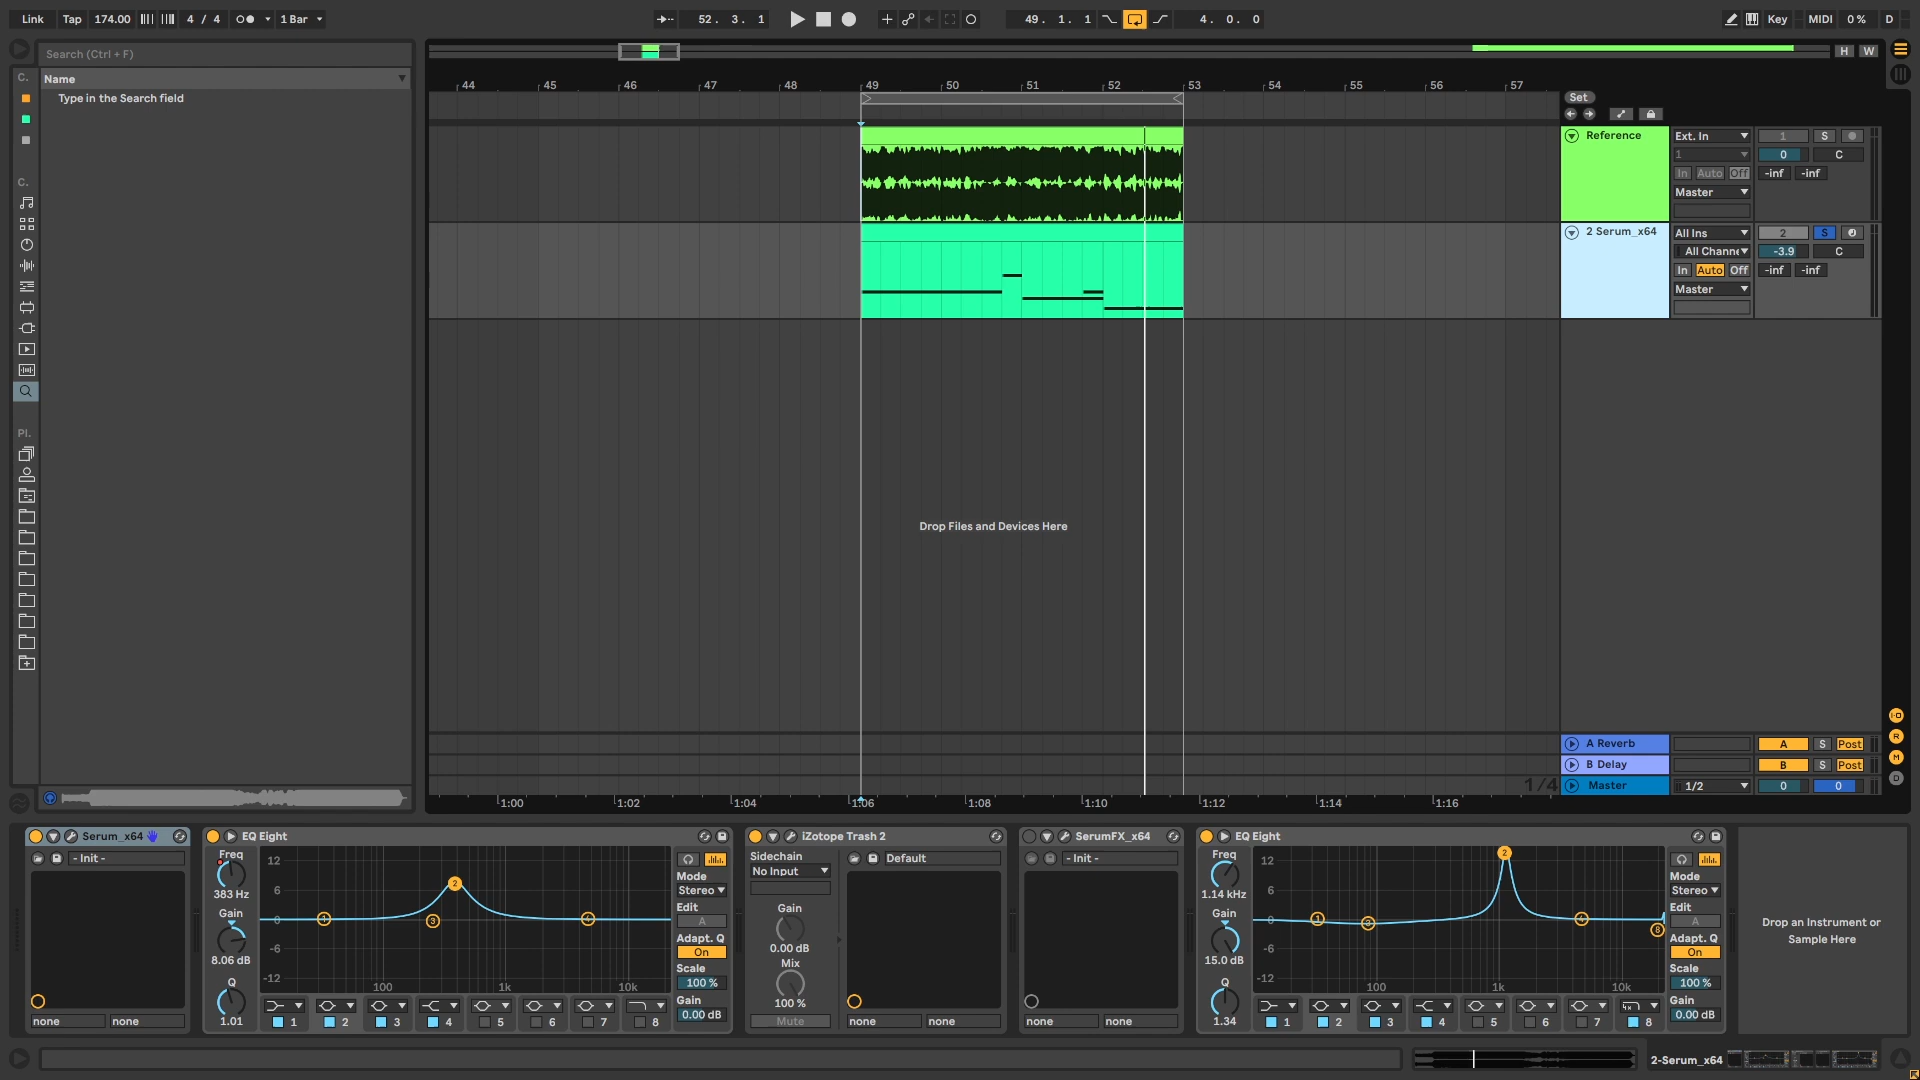 Link Tap 174.00 4 / 4 1 Bar 52. 3. 1 49. 1. 1 4. 0. 0 Key MIDI 0 % D
Search (Ctrl + F)
H W
C.
Name
Type in the Search field
44 45 46 47 48 49 50 51 52 53 54 55 56 57
Set
Reference Ext. In 1 S
1 0 C
In Auto Off -inf -inf
Master
C.
2 Serum_x64 All Ins 2 S
All Channe -3.9 C
In Auto Off -inf -inf
Master
Pl.
Drop Files and Devices Here
A Reverb A S Post
B Delay B S Post
1/4 Master 1/2 0 0
1:00 1:02 1:04 1:06 1:08 1:10 1:12 1:14 1:16
Serum_x64 EQ Eight iZotope Trash 2 SerumFX_x64 EQ Eight
- Init -
none none
Freq
383 Hz
Gain
8.06 dB
Q
1.01
12
6
0
-6
-12
100 1k 10k
1 2 3 4 5 6 7 8
Mode
Stereo
Edit
A
Adapt. Q
On
Scale
100 %
Gain
0.00 dB
Sidechain
No Input
Gain
0.00 dB
Mix
100 %
Mute
Default
none none
- Init -
none none
Freq
1.14 kHz
Gain
15.0 dB
Q
1.34
12
6
0
-6
-12
100 1k 10k
1 2 3 4 5 6 7 8
Mode
Stereo
Edit
A
Adapt. Q
On
Scale
100 %
Gain
0.00 dB
Drop an Instrument or
Sample Here
2-Serum_x64